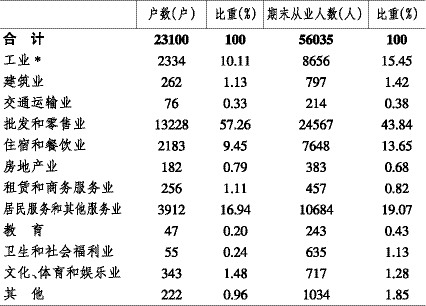 户数(户) 比重(%) 期末从业人数(人) 比重(%)
合 计 23100 100 56035 100
工业* 2334 10.11 8656 15.45
建筑业 262 1.13 797 1.42
交通运输业 76 0.33 214 0.38
批发和零售业 13228 57.26 24567 43.84
住宿和餐饮业 2183 9.45 7648 13.65
房地产业 182 0.79 383 0.68
租赁和商务服务业 256 1.11 457 0.82
居民服务和其他服务业 3912 16.94 10684 19.07
教 育 47 0.20 243 0.43
卫生和社会福利业 55 0.24 635 1.13
文化、体育和娱乐业 343 1.48 717 1.28
其 他 222 0.96 1034 1.85